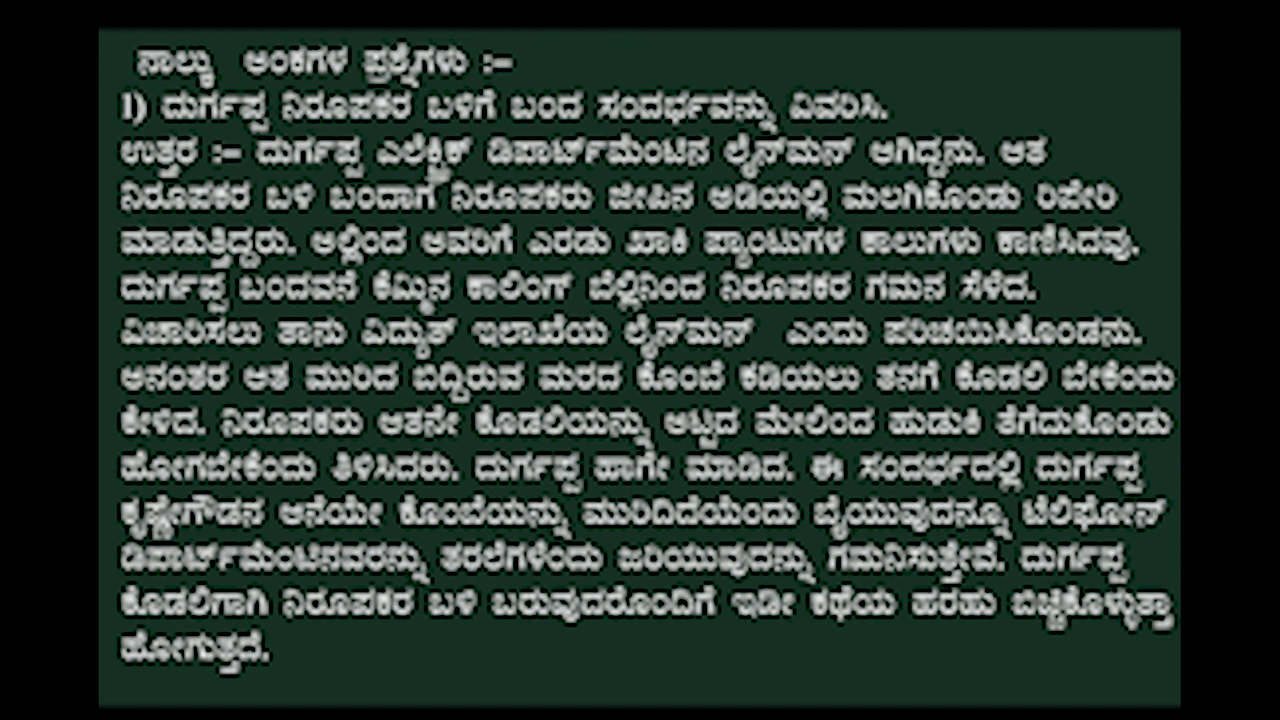 ನಾಲ್ಕು ಅಂಕಗಳ ಪ್ರಶ್ನೆಗಳು :–
1) ದುರ್ಗಪ್ಪ ನಿರೂಪಕರ ಬಳಿಗೆ ಬಂದ ಸಂದರ್ಭವನ್ನು ವಿವರಿಸಿ.
ಉತ್ತರ :– ದುರ್ಗಪ್ಪ ಎಲೆಕ್ಟ್ರಿಕ್ ಡಿಪಾರ್ಟ್‌ಮೆಂಟಿನ ಲೈನ್‌ಮನ್ ಆಗಿದ್ದನು. ಆತ
ನಿರೂಪಕರ ಬಳಿ ಬಂದಾಗ ನಿರೂಪಕರು ಜೀಪಿನ ಅಡಿಯಲ್ಲಿ ಮಲಗಿಕೊಂಡು ರಿಪೇರಿ
ಮಾಡುತ್ತಿದ್ದರು. ಅಲ್ಲಿಂದ ಅವರಿಗೆ ಎರಡು ಖಾಕಿ ಪ್ಯಾಂಟುಗಳ ಕಾಲುಗಳು ಕಾಣಿಸಿದವು.
ದುರ್ಗಪ್ಪ ಬಂದವನೆ ಕೆಮ್ಮಿನ ಕಾಲಿಂಗ್ ಬೆಲ್ಲಿನಿಂದ ನಿರೂಪಕರ ಗಮನ ಸೆಳೆದ.
ವಿಚಾರಿಸಲು ತಾನು ವಿದ್ಯುತ್ ಇಲಾಖೆಯ ಲೈನ್‌ಮನ್ ಎಂದು ಪರಿಚಯಿಸಿಕೊಂಡನು.
ಆನಂತರ ಆತ ಮುರಿದ ಬಿದ್ದಿರುವ ಮರದ ಕೊಂಬೆ ಕಡಿಯಲು ತನಗೆ ಕೊಡಲಿ ಬೇಕೆಂದು
ಕೇಳಿದ. ನಿರೂಪಕರು ಆತನೇ ಕೊಡಲಿಯನ್ನು ಅಟ್ಟದ ಮೇಲಿಂದ ಹುಡುಕಿ ತೆಗೆದುಕೊಂಡು
ಹೋಗಬೇಕೆಂದು ತಿಳಿಸಿದರು. ದುರ್ಗಪ್ಪ ಹಾಗೇ ಮಾಡಿದ. ಈ ಸಂದರ್ಭದಲ್ಲಿ ದುರ್ಗಪ್ಪ
ಕೃಷ್ಣೇಗೌಡನ ಆನೆಯೇ ಕೊಂಬೆಯನ್ನು ಮುರಿದಿದೆಯೆಂದು ಬೈಯುವುದನ್ನೂ ಟೆಲಿಫೋನ್
ಡಿಪಾರ್ಟ್‌ಮೆಂಟಿನವರನ್ನು ತರಲೆಗಳೆಂದು ಜರಿಯುವುದನ್ನು ಗಮನಿಸುತ್ತೇವೆ. ದುರ್ಗಪ್ಪ
ಕೊಡಲಿಗಾಗಿ ನಿರೂಪಕರ ಬಳಿ ಬರುವುದರೊಂದಿಗೆ ಇಡೀ ಕಥೆಯ ಹರಹು ಬಿಚ್ಚಿಕೊಳ್ಳುತ್ತಾ
ಹೋಗುತ್ತದೆ.